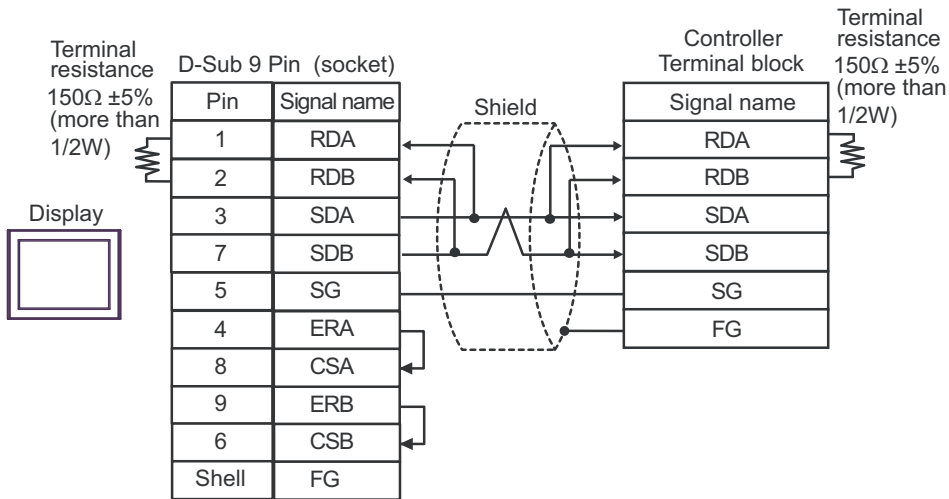 Terminal
resistance
150Ω ±5%
(more than
1/2W)
D-Sub 9 Pin (socket)
Pin Signal name
1 RDA
2 RDB
3 SDA
7 SDB
5 SG
4 ERA
8 CSA
9 ERB
6 CSB
Shell FG
Display
Shield
Controller
Terminal block
Signal name
RDA
RDB
SDA
SDB
SG
FG
Terminal
resistance
150Ω ±5%
(more than
1/2W)